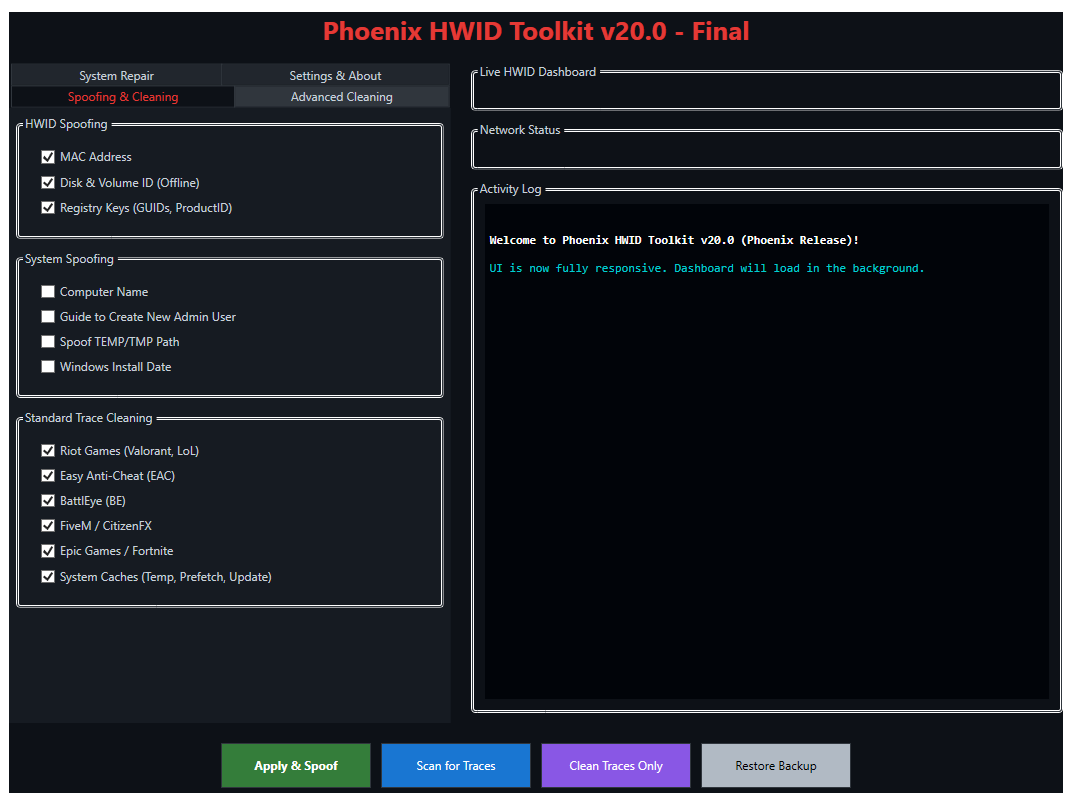 Phoenix HWID Toolkit v20.0 - Final
System Repair
Settings & About
Spoofing & Cleaning
Advanced Cleaning
HWID Spoofing
MAC Address
Disk & Volume ID (Offline)
Registry Keys (GUIDs, ProductID)
System Spoofing
Computer Name
Guide to Create New Admin User
Spoof TEMP/TMP Path
Windows Install Date
Standard Trace Cleaning
Riot Games (Valorant, LoL)
Easy Anti-Cheat (EAC)
BattlEye (BE)
FiveM / CitizenFX
Epic Games / Fortnite
System Caches (Temp, Prefetch, Update)
Live HWID Dashboard
Network Status
Activity Log
Welcome to Phoenix HWID Toolkit v20.0 (Phoenix Release)!
UI is now fully responsive. Dashboard will load in the background.
Apply & Spoof
Scan for Traces
Clean Traces Only
Restore Backup